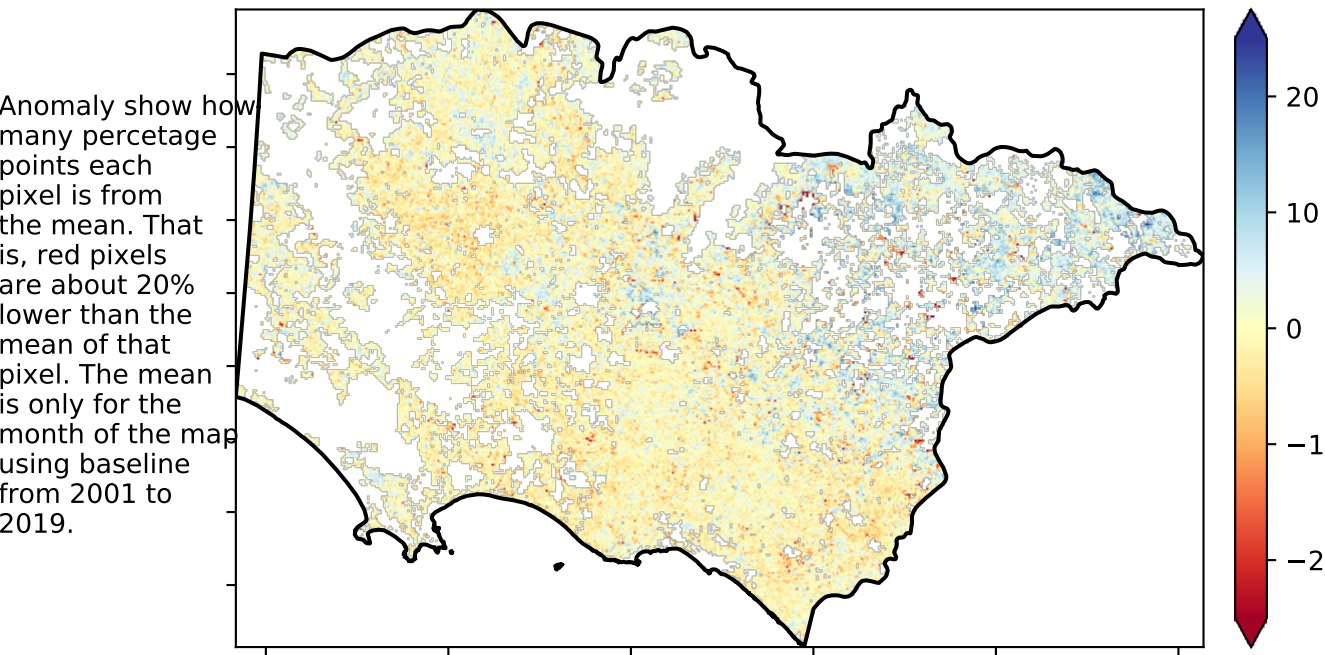 Anomaly show how
many percetage
points each
pixel is from
the mean. That
is, red pixels
are about 20%
lower than the
mean of that
pixel. The mean
is only for the
month of the map
using baseline
from 2001 to
2019.
20
10
0
−1
−2